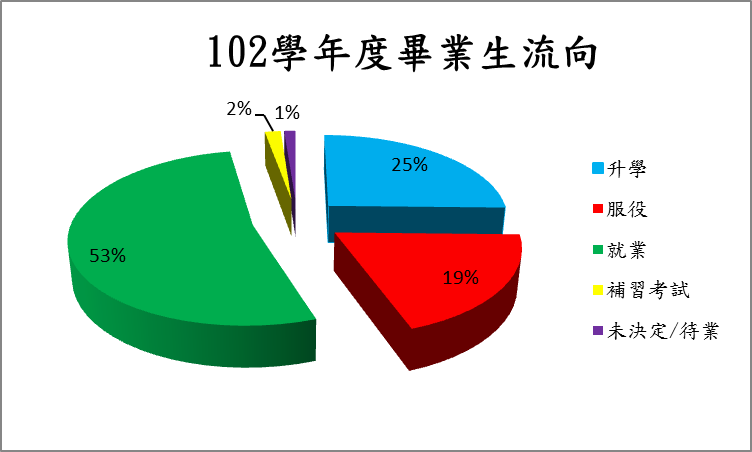 102學年度畢業生流向
2%
1%
25%
53%
19%
升學
服役
就業
補習考試
未決定/待業